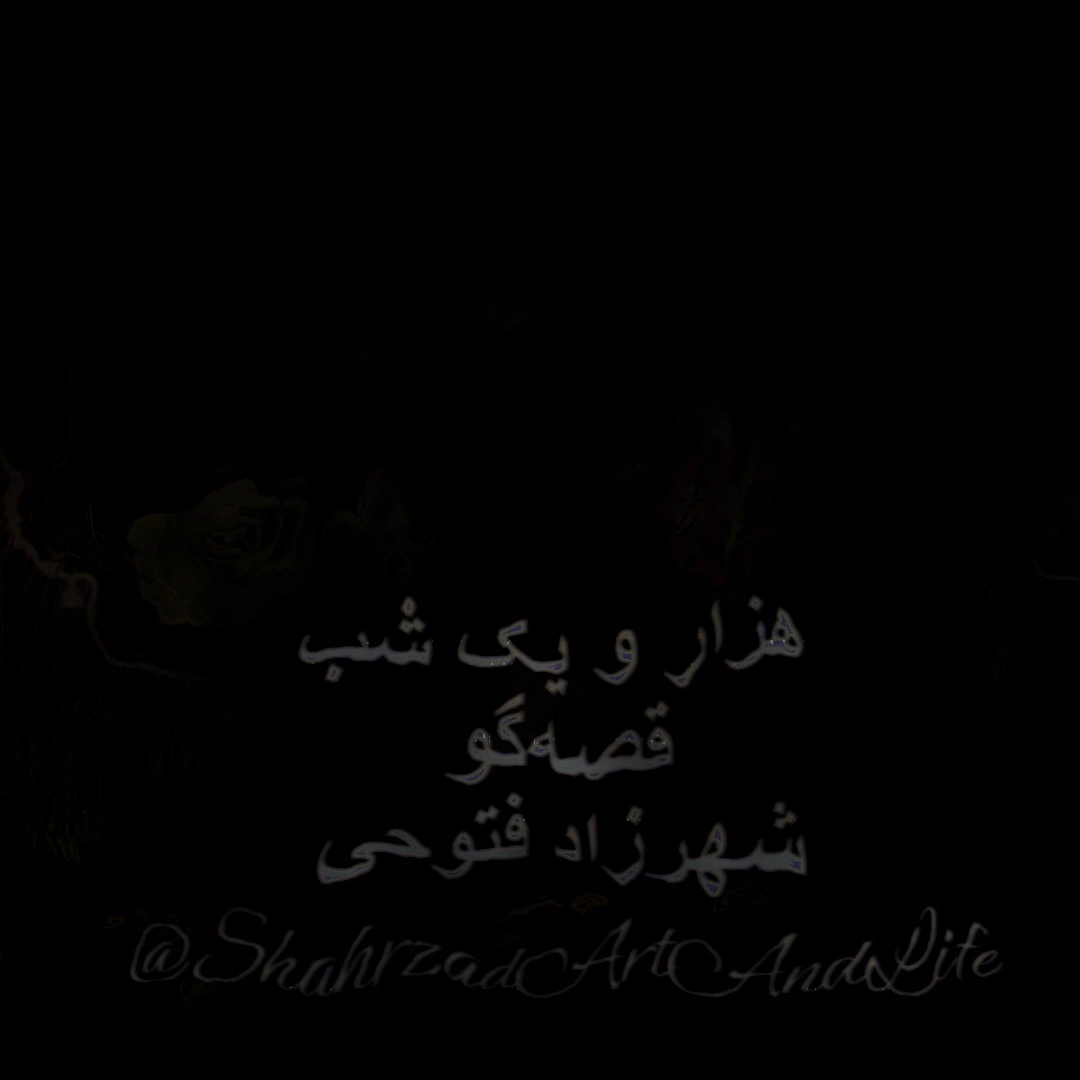 هزار و یک شب
قصه‌گو
شهرزاد فتوحی
@ShahrzadArtAndLife